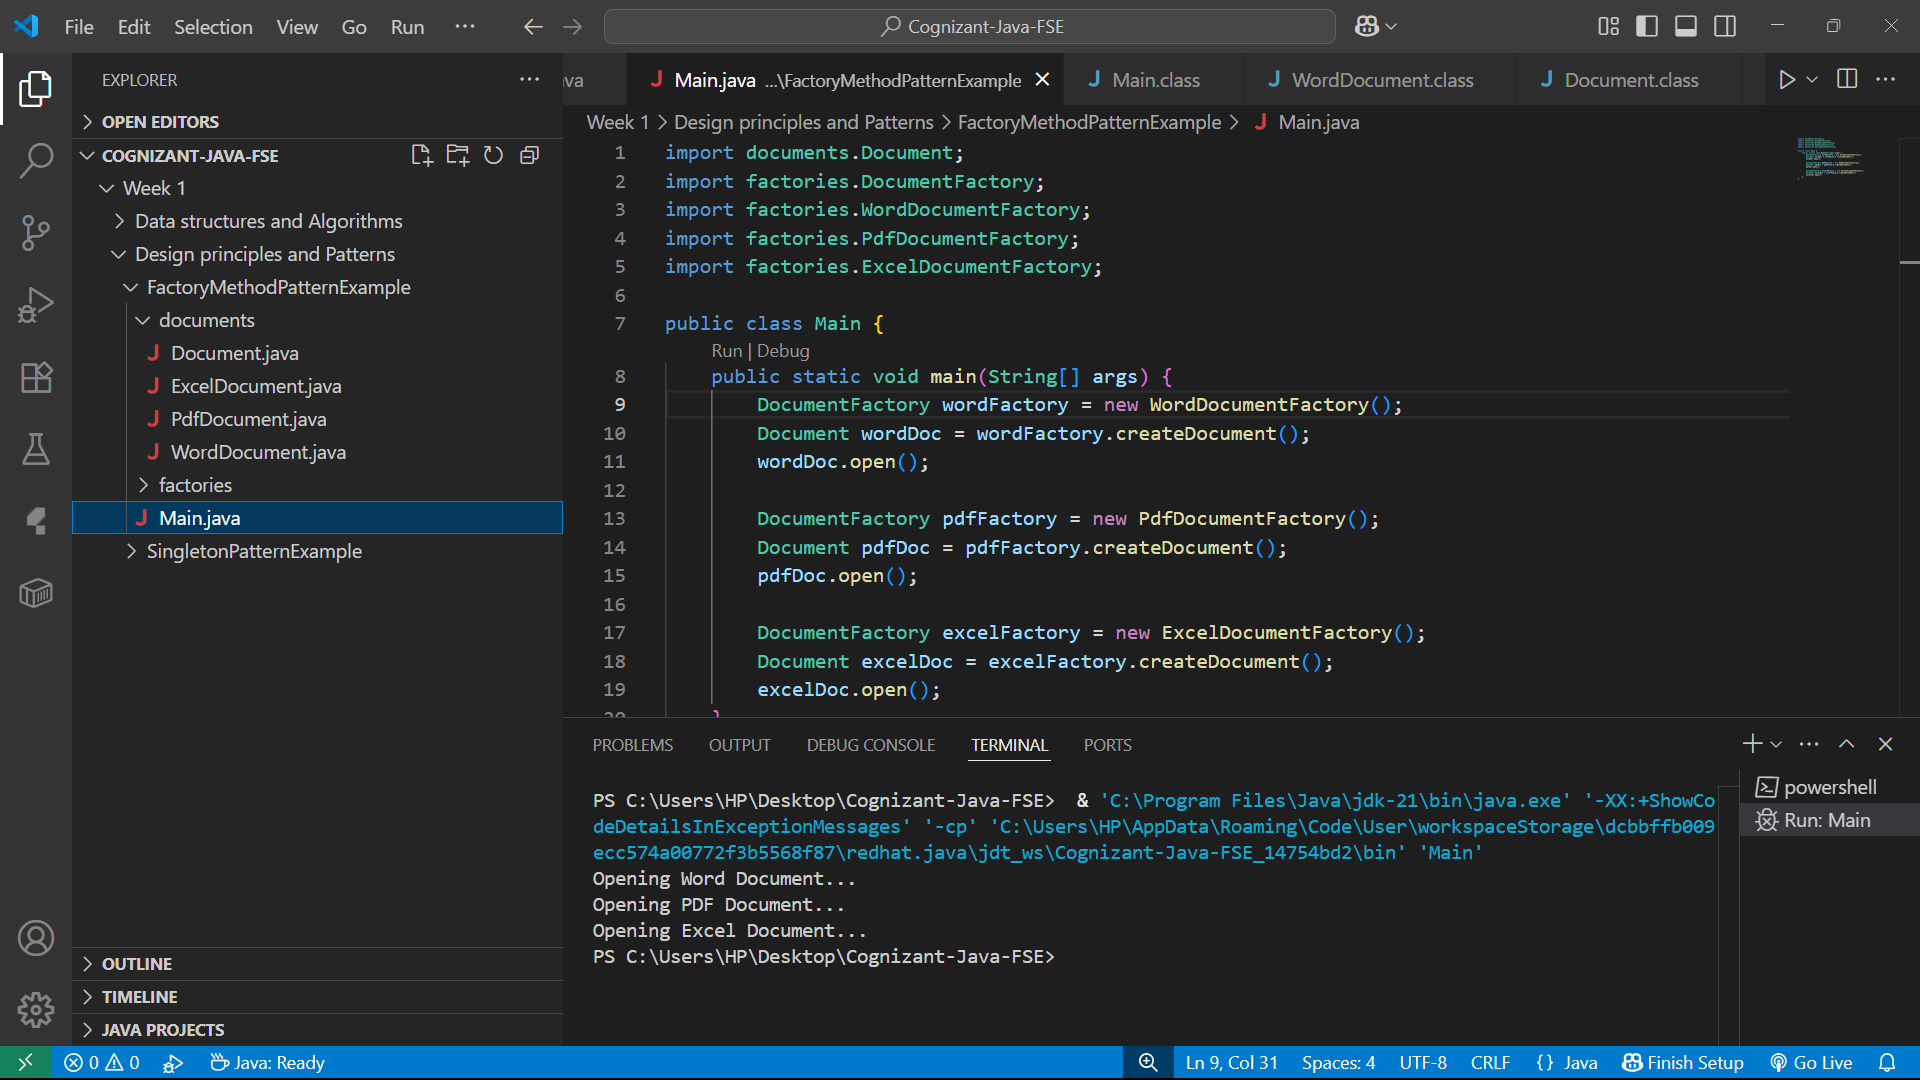 File Edit Selection View Go Run ··· Cognizant-Java-FSE
EXPLORER
OPEN EDITORS
COGNIZANT-JAVA-FSE
Week 1
Data structures and Algorithms
Design principles and Patterns
FactoryMethodPatternExample
documents
J Document.java
J ExcelDocument.java
J PdfDocument.java
J WordDocument.java
factories
J Main.java
SingletonPatternExample
OUTLINE
TIMELINE
JAVA PROJECTS
va J Main.java ...\FactoryMethodPatternExample J Main.class J WordDocument.class J Document.class
Week 1 > Design principles and Patterns > FactoryMethodPatternExample > J Main.java
1 import documents.Document;
2 import factories.DocumentFactory;
3 import factories.WordDocumentFactory;
4 import factories.PdfDocumentFactory;
5 import factories.ExcelDocumentFactory;
6
7 public class Main {
Run | Debug
8 public static void main(String[] args) {
9 DocumentFactory wordFactory = new WordDocumentFactory();
10 Document wordDoc = wordFactory.createDocument();
11 wordDoc.open();
12
13 DocumentFactory pdfFactory = new PdfDocumentFactory();
14 Document pdfDoc = pdfFactory.createDocument();
15 pdfDoc.open();
16
17 DocumentFactory excelFactory = new ExcelDocumentFactory();
18 Document excelDoc = excelFactory.createDocument();
19 excelDoc.open();
20 }
PROBLEMS OUTPUT DEBUG CONSOLE TERMINAL PORTS
PS C:\Users\HP\Desktop\Cognizant-Java-FSE> & 'C:\Program Files\Java\jdk-21\bin\java.exe' '-XX:+ShowCo
deDetailsInExceptionMessages' '-cp' 'C:\Users\HP\AppData\Roaming\Code\User\workspaceStorage\dcbbffb009
ecc574a00772f3b5568f87\redhat.java\jdt_ws\Cognizant-Java-FSE_14754bd2\bin' 'Main'
Opening Word Document...
Opening PDF Document...
Opening Excel Document...
PS C:\Users\HP\Desktop\Cognizant-Java-FSE>
powershell
Run: Main
0 0 Java: Ready Ln 9, Col 31 Spaces: 4 UTF-8 CRLF {} Java Finish Setup Go Live